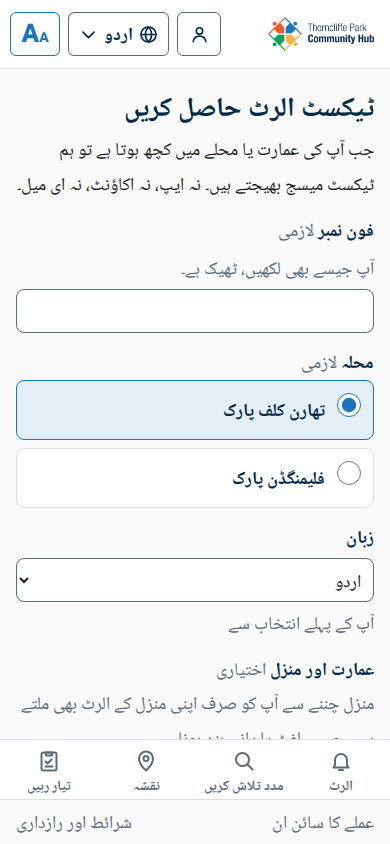 AA
اردو
Thorncliffe Park
Community Hub
ٹیکسٹ الرٹ حاصل کریں
جب آپ کی عمارت یا محلے میں کچھ ہوتا ہے تو ہم
ٹیکسٹ میسج بھیجتے ہیں۔ نہ ایپ، نہ اکاؤنٹ، نہ ای میل۔
فون نمبر لازمی
آپ جیسے بھی لکھیں، ٹھیک ہے۔
محلہ لازمی
تھارن کلف پارک
فلیمنگڈن پارک
زبان
اردو
آپ کے پہلے انتخاب سے
عمارت اور منزل اختیاری
منزل چننے سے آپ کو صرف اپنی منزل کے الرٹ بھی ملتے
الرٹ
مدد تلاش کریں
نقشہ
تیار رہیں
عملے کا سائن ان
شرائط اور رازداری